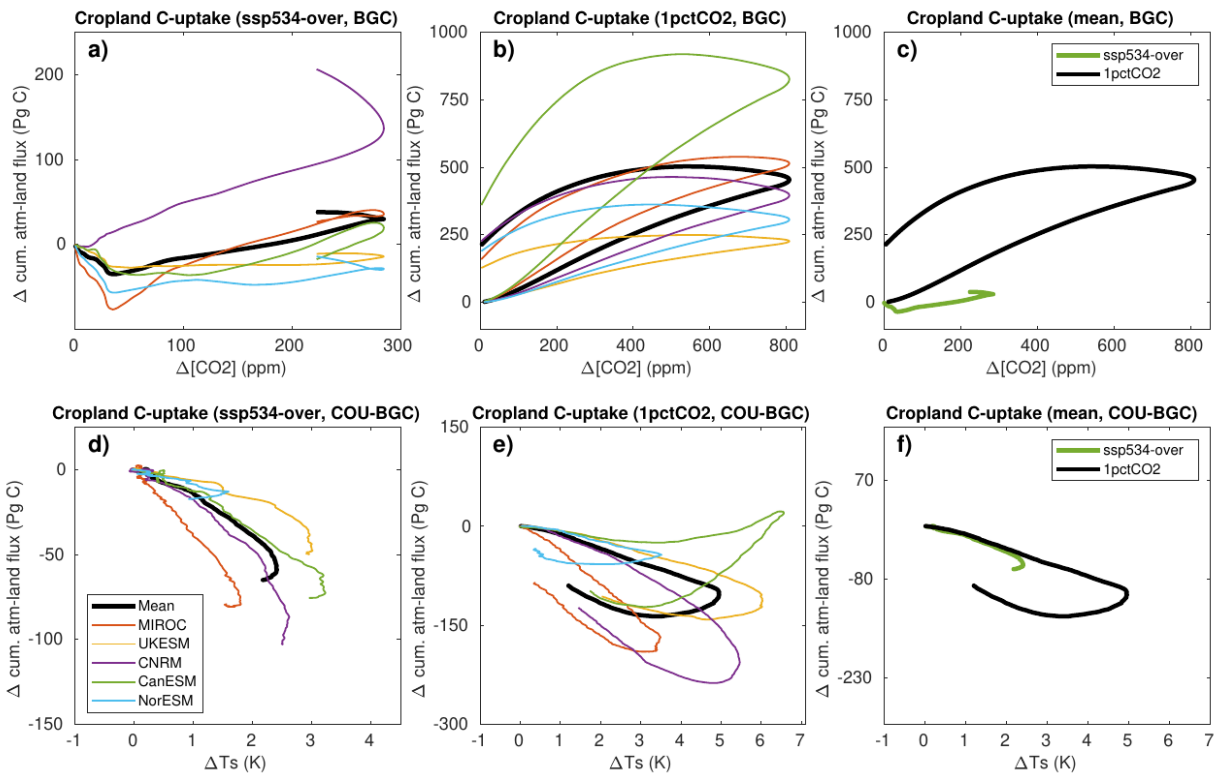 Cropland C-uptake (ssp534-over, BGC)
a)
200
100
0
Δ cum. atm-land flux (Pg C)
0 100 200 300
Δ[CO2] (ppm)
Cropland C-uptake (1pctCO2, BGC)
b)
1000
750
500
250
0
Δ cum. atm-land flux (Pg C)
0 200 400 600 800
Δ[CO2] (ppm)
Cropland C-uptake (mean, BGC)
c)
ssp534-over
1pctCO2
1000
750
500
250
0
Δ cum. atm-land flux (Pg C)
0 200 400 600 800
Δ[CO2] (ppm)
Cropland C-uptake (ssp534-over, COU-BGC)
d)
0
-50
-100
-150
Δ cum. atm-land flux (Pg C)
Mean
MIROC
UKESM
CNRM
CanESM
NorESM
-1 0 1 2 3 4
ΔTs (K)
Cropland C-uptake (1pctCO2, COU-BGC)
e)
150
0
-150
-300
Δ cum. atm-land flux (Pg C)
-1 0 1 2 3 4 5 6 7
ΔTs (K)
Cropland C-uptake (mean, COU-BGC)
f)
ssp534-over
1pctCO2
70
-80
-230
Δ cum. atm-land flux (Pg C)
-1 0 1 2 3 4 5 6 7
ΔTs (K)